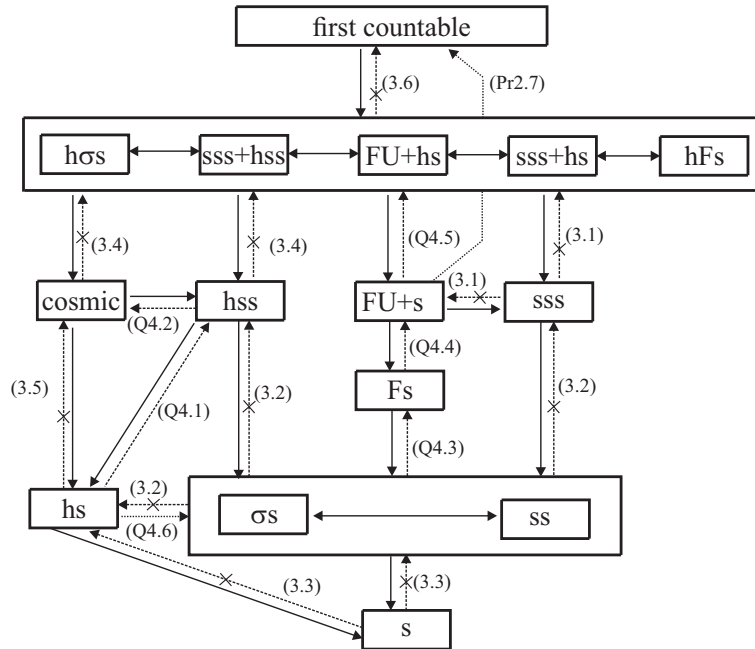 first countable
(3.6)
(Pr2.7)
hσs
sss+hss
FU+hs
sss+hs
hFs
(3.4)
(3.4)
(Q4.5)
(3.1)
cosmic
hss
FU+s
(3.1)
sss
(Q4.2)
(Q4.4)
(3.5)
(Q4.1)
(3.2)
Fs
(3.2)
(Q4.3)
hs
(3.2)
(Q4.6)
σs
ss
(3.3)
(3.3)
s